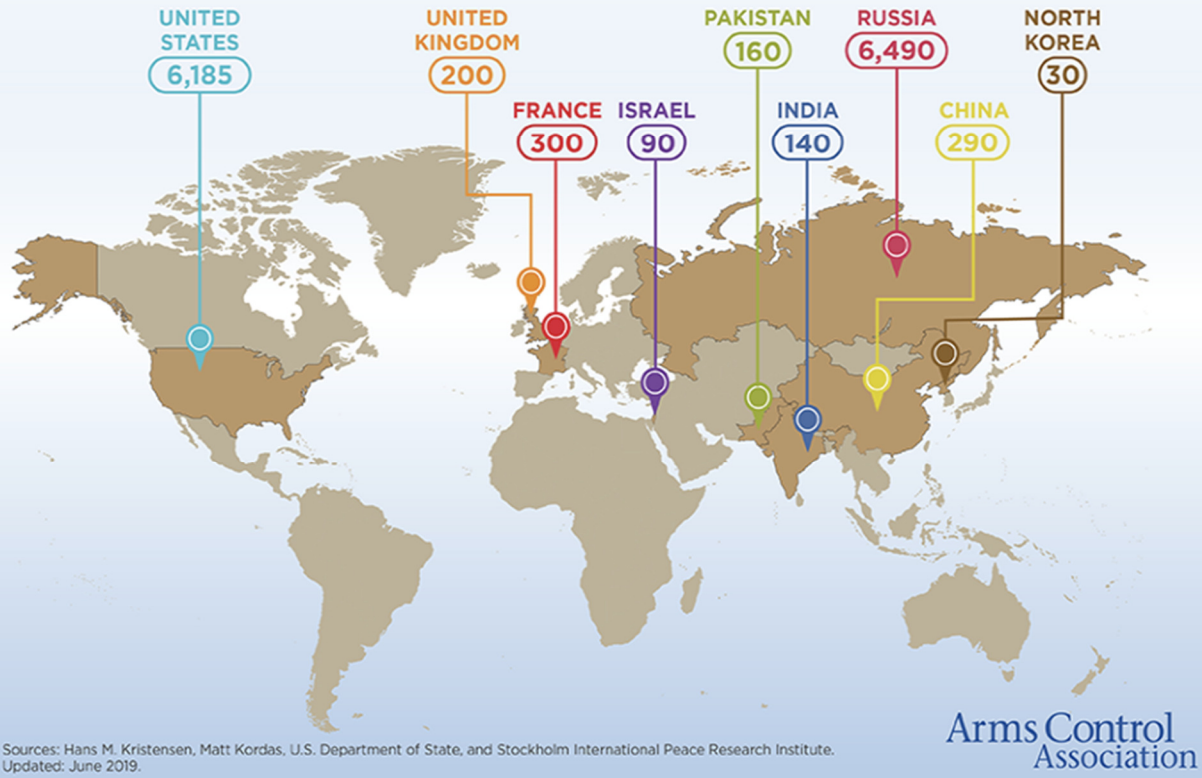 UNITED
STATES
6,185
UNITED
KINGDOM
200
FRANCE
300
ISRAEL
90
PAKISTAN
160
INDIA
140
RUSSIA
6,490
CHINA
290
NORTH
KOREA
30
Sources: Hans M. Kristensen, Matt Kordas, U.S. Department of State, and Stockholm International Peace Research Institute.
Updated: June 2019.
Arms Control
Association